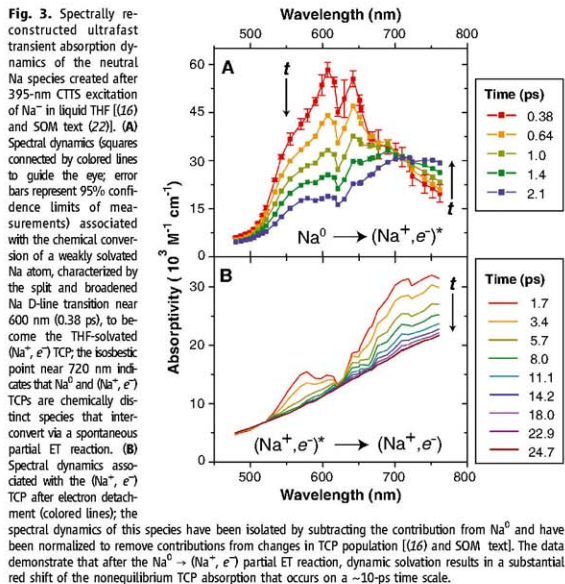 Fig. 3. Spectrally re-
constructed ultrafast
transient absorption dy-
namics of the neutral
Na species created after
395-nm CTTS excitation
of Na− in liquid THF [(16)
and SOM text (22)]. (A)
Spectral dynamics (squares
connected by colored lines
to guide the eye; error
bars represent 95% confi-
dence limits of mea-
surements) associated
with the chemical conver-
sion of a weakly solvated
Na atom, characterized by
the split and broadened
Na D-line transition near
600 nm (0.38 ps), to be-
come the THF-solvated
(Na+, e−) TCP; the isosbestic
point near 720 nm indi-
cates that Na0 and (Na+, e−)
TCPs are chemically dis-
tinct species that inter-
convert via a spontaneous
partial ET reaction. (B)
Spectral dynamics asso-
ciated with the (Na+, e−)
TCP after electron detach-
ment (colored lines); the
spectral dynamics of this species have been isolated by subtracting the contribution from Na0 and have
been normalized to remove contributions from changes in TCP population [(16) and SOM text]. The data
demonstrate that after the Na0 → (Na+, e−) partial ET reaction, dynamic solvation results in a substantial
red shift of the nonequilibrium TCP absorption that occurs on a ~10-ps time scale.
Wavelength (nm)
500 600 700 800
A
t
60
45
30
15
t
Na0 → (Na+,e−)*
Time (ps)
0.38
0.64
1.0
1.4
2.1
Absorptivity (10³ M⁻¹ cm⁻¹)
B
t
30
20
10
0
(Na+,e−)* → (Na+,e−)
500 600 700 800
Wavelength (nm)
Time (ps)
1.7
3.4
5.7
8.0
11.1
14.2
18.0
22.9
24.7